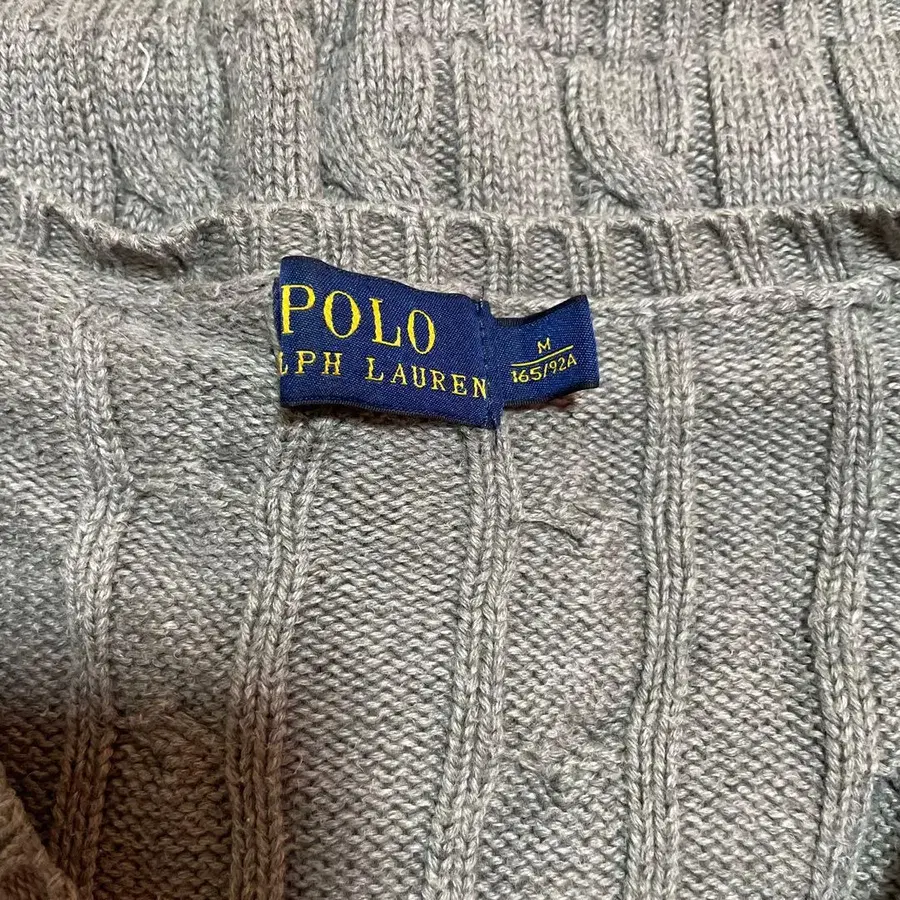 POLO
LPH LAUREN
M
165/92A